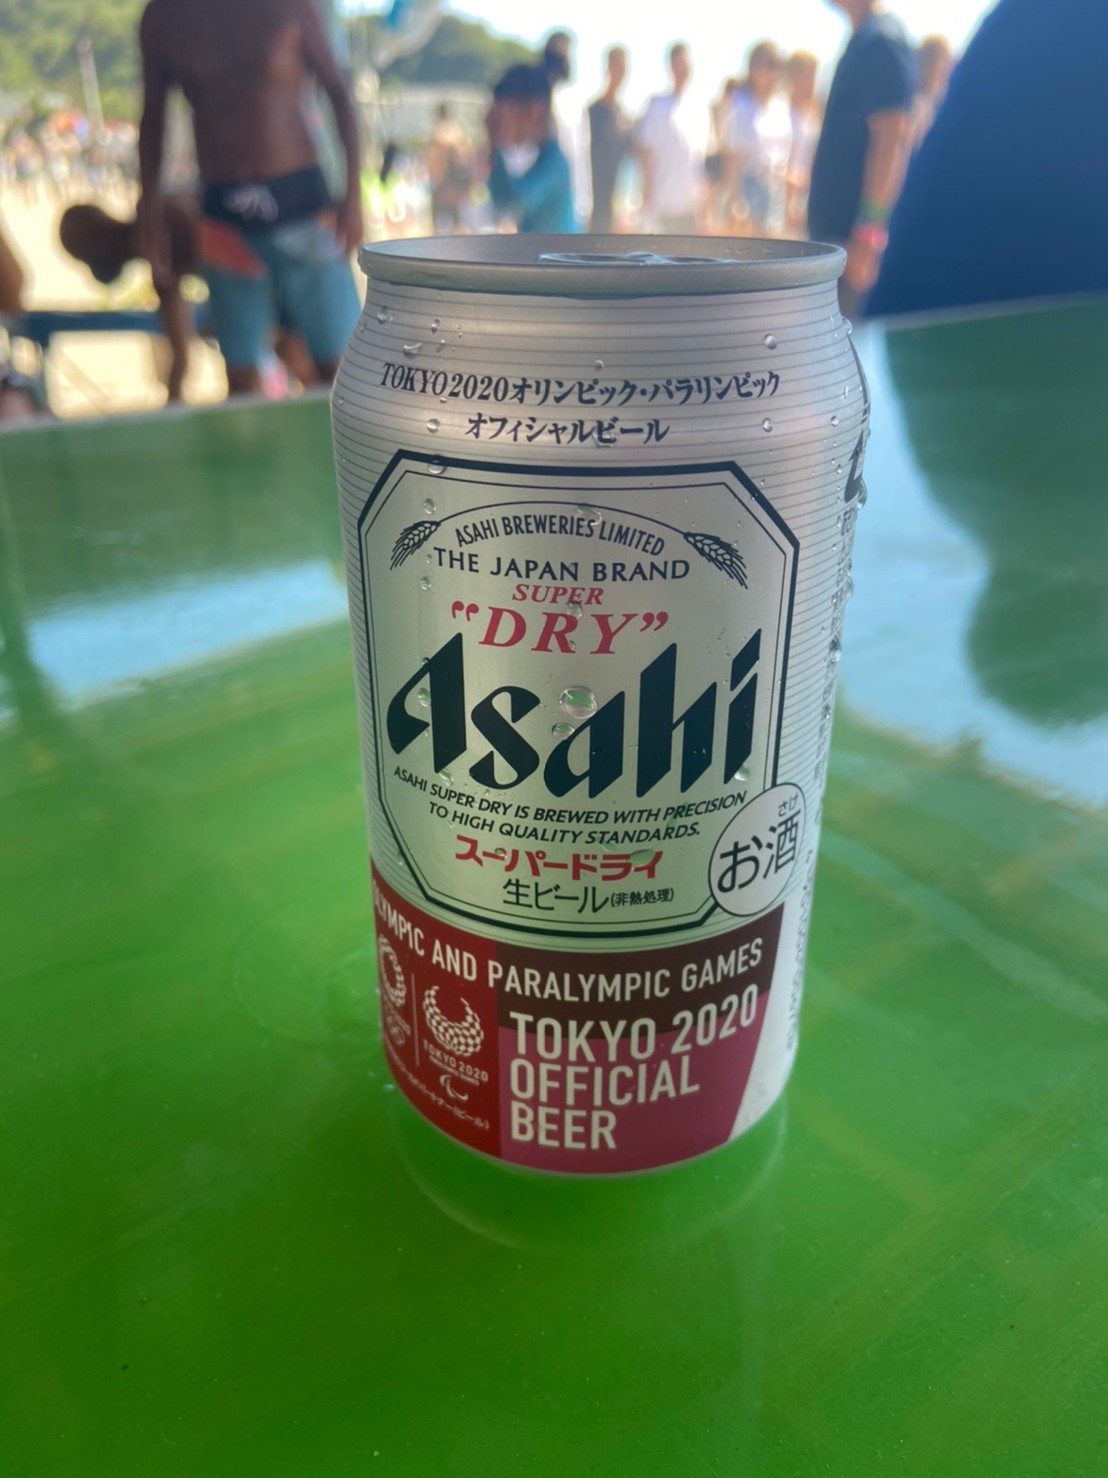 TOKYO2020オリンピック・パラリンピック
オフィシャルビール
ASAHI BREWERIES LIMITED
THE JAPAN BRAND
SUPER
"DRY"
Asahi
ASAHI SUPER DRY IS BREWED WITH PRECISION
TO HIGH QUALITY STANDARDS.
スーパードライ
生ビール(非熱処理)
さけ
お酒
AND PARALYMPIC GAMES
TOKYO 2020
OFFICIAL
BEER
TOKYO 2020